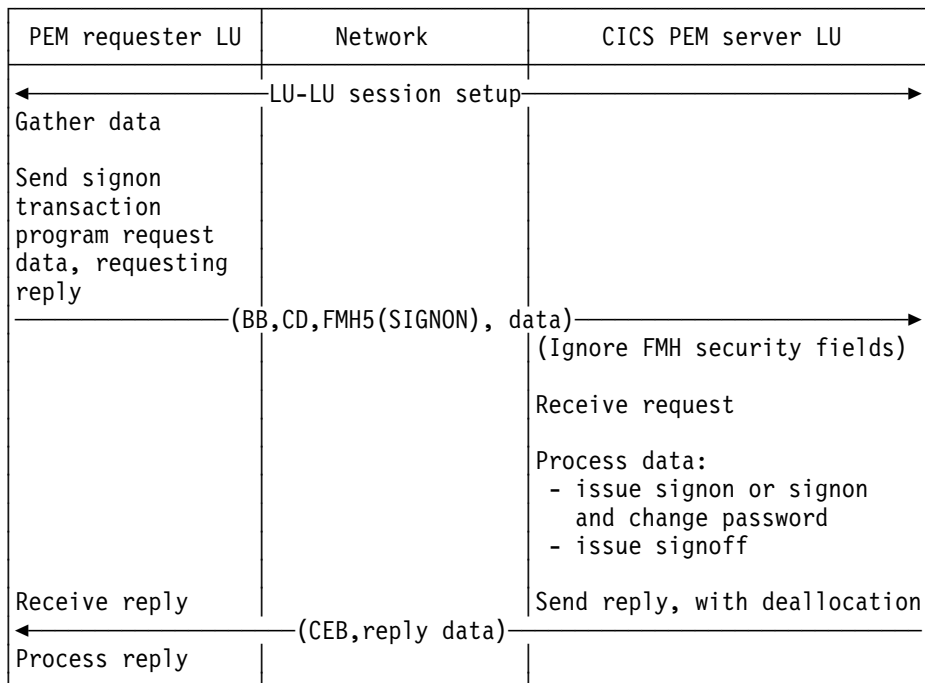 PEM requester LU Network CICS PEM server LU
LU-LU session setup
Gather data
Send signon
transaction
program request
data, requesting
reply
(BB,CD,FMH5(SIGNON), data)
(Ignore FMH security fields)
Receive request
Process data:
- issue signon or signon
and change password
- issue signoff
Receive reply Send reply, with deallocation
(CEB,reply data)
Process reply